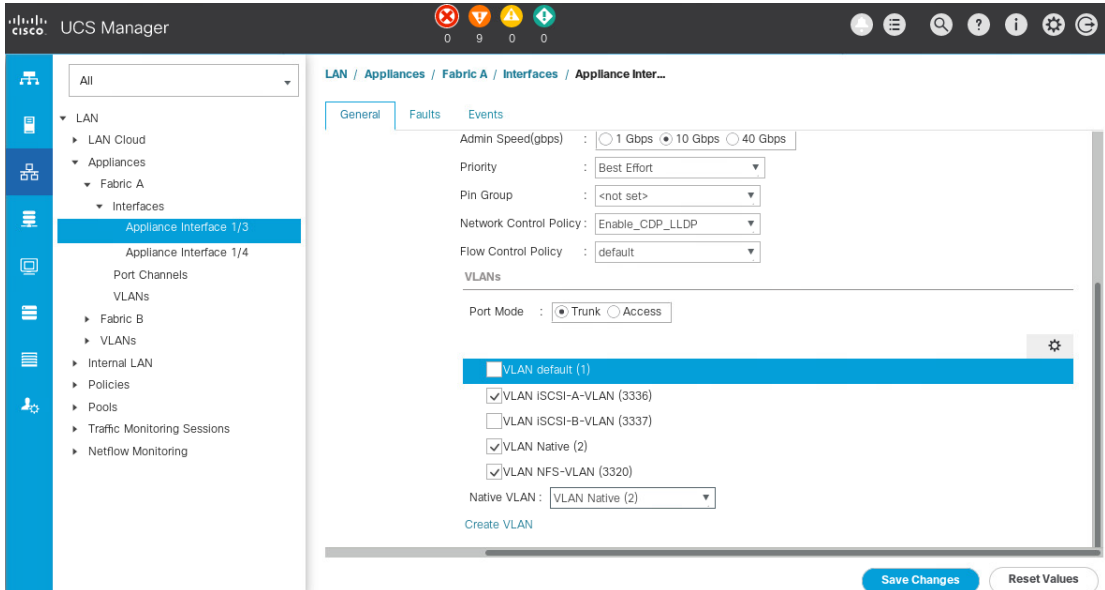 cisco UCS Manager
0 9 0 0
All
LAN
LAN Cloud
Appliances
Fabric A
Interfaces
Appliance Interface 1/3
Appliance Interface 1/4
Port Channels
VLANs
Fabric B
VLANs
Internal LAN
Policies
Pools
Traffic Monitoring Sessions
Netflow Monitoring
LAN / Appliances / Fabric A / Interfaces / Appliance Inter...
General Faults Events
Admin Speed(gbps) : 1 Gbps 10 Gbps 40 Gbps
Priority : Best Effort
Pin Group : <not set>
Network Control Policy : Enable_CDP_LLDP
Flow Control Policy : default
VLANs
Port Mode : Trunk Access
VLAN default (1)
VLAN iSCSI-A-VLAN (3336)
VLAN iSCSI-B-VLAN (3337)
VLAN Native (2)
VLAN NFS-VLAN (3320)
Native VLAN : VLAN Native (2)
Create VLAN
Save Changes Reset Values